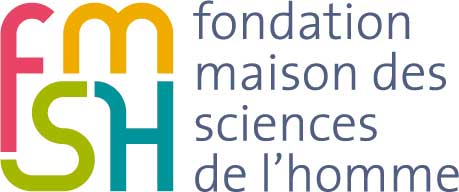 fm
SH
fondation
maison des
sciences
de l'homme